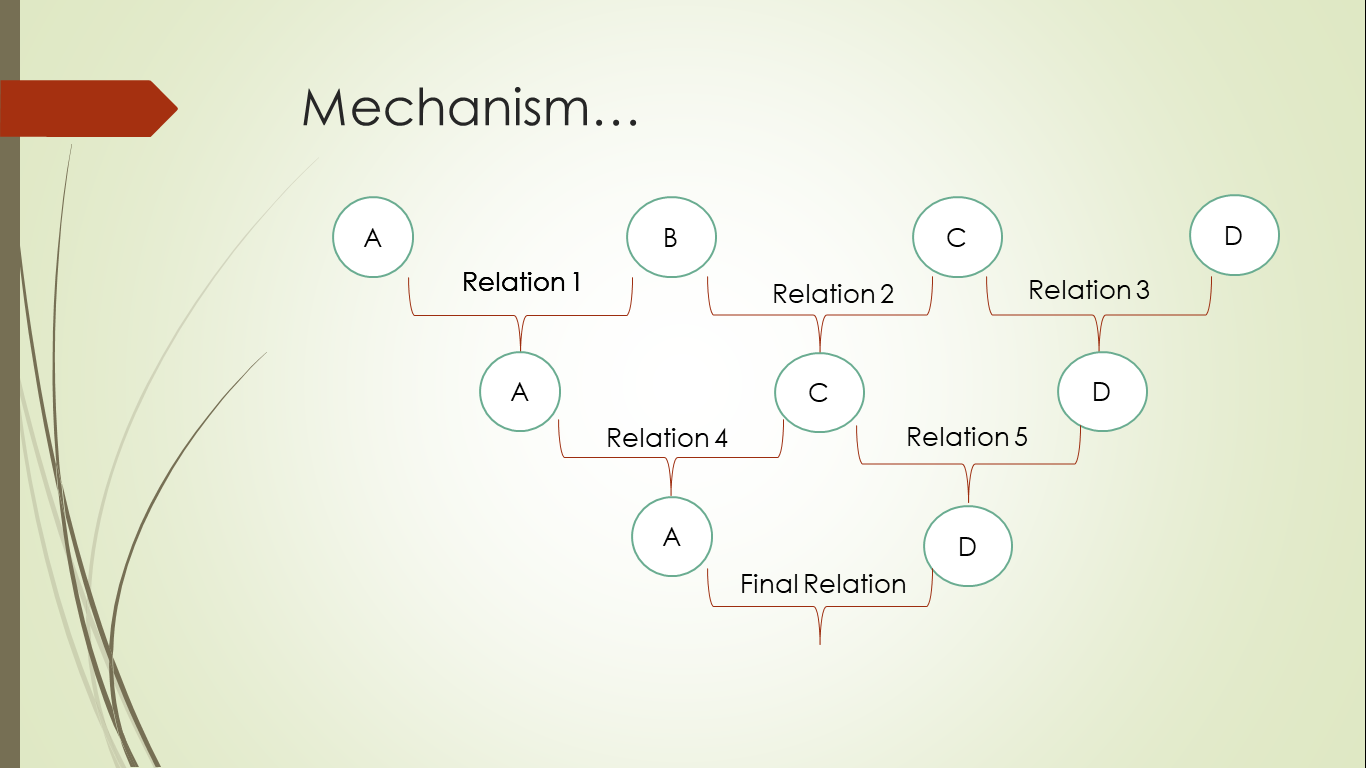 Mechanism...
A
B
C
D
Relation 1
Relation 2
Relation 3
A
C
D
Relation 4
Relation 5
A
D
Final Relation